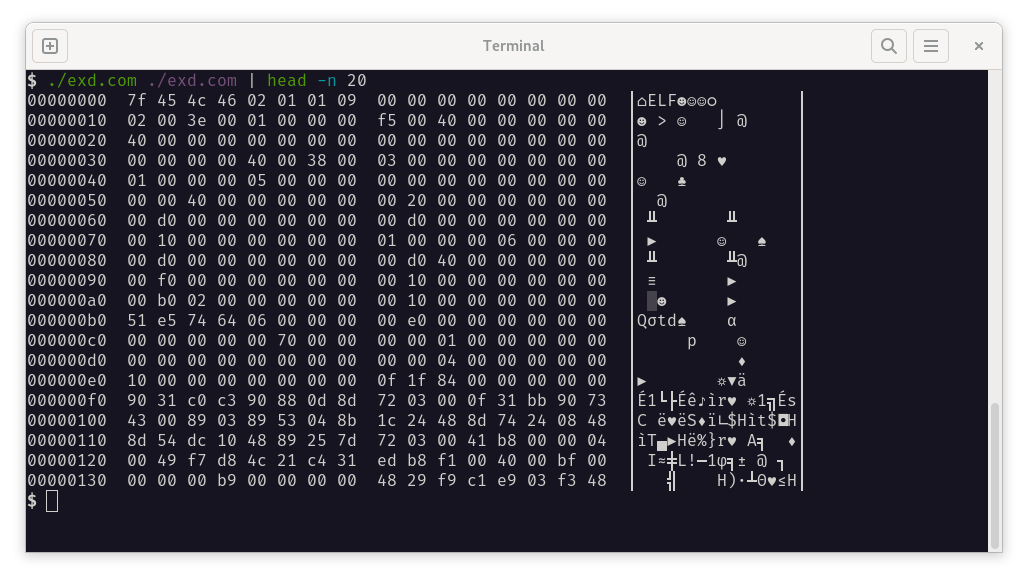 Terminal
$ ./exd.com ./exd.com | head -n 20
00000000  7f 45 4c 46 02 01 01 09  00 00 00 00 00 00 00 00  │⌂ELF☻☺☺○        │
00000010  02 00 3e 00 01 00 00 00  f5 00 40 00 00 00 00 00  │☻ > ☺   ⌡ @     │
00000020  40 00 00 00 00 00 00 00  00 00 00 00 00 00 00 00  │@               │
00000030  00 00 00 00 40 00 38 00  03 00 00 00 00 00 00 00  │    @ 8 ♥       │
00000040  01 00 00 00 05 00 00 00  00 00 00 00 00 00 00 00  │☺   ♣           │
00000050  00 00 40 00 00 00 00 00  00 20 00 00 00 00 00 00  │  @             │
00000060  00 d0 00 00 00 00 00 00  00 d0 00 00 00 00 00 00  │ ╨       ╨      │
00000070  00 10 00 00 00 00 00 00  01 00 00 00 06 00 00 00  │ ►      ☺   ♠   │
00000080  00 d0 00 00 00 00 00 00  00 d0 40 00 00 00 00 00  │ ╨       ╨@     │
00000090  00 f0 00 00 00 00 00 00  00 10 00 00 00 00 00 00  │ ≡       ►      │
000000a0  00 b0 02 00 00 00 00 00  00 10 00 00 00 00 00 00  │ ░☻      ►      │
000000b0  51 e5 74 64 06 00 00 00  00 e0 00 00 00 00 00 00  │Qσtd♠    α      │
000000c0  00 00 00 00 00 70 00 00  00 00 01 00 00 00 00 00  │     p    ☺     │
000000d0  00 00 00 00 00 00 00 00  00 00 04 00 00 00 00 00  │          ♦     │
000000e0  10 00 00 00 00 00 00 00  0f 1f 84 00 00 00 00 00  │►       ☼▼ä     │
000000f0  90 31 c0 c3 90 88 0d 8d  72 03 00 0f 31 bb 90 73  │É1└├Éê♪ìr♥ ☼1╗És│
00000100  43 00 89 03 89 53 04 8b  1c 24 48 8d 74 24 08 48  │C ë♥ëS♦ï∟$Hìt$◘H│
00000110  8d 54 dc 10 48 89 25 7d  72 03 00 41 b8 00 00 04  │ìT▄►Hë%}r♥ A╕  ♦│
00000120  00 49 f7 d8 4c 21 c4 31  ed b8 f1 00 40 00 bf 00  │ I≈╪L!─1φ╕± @ ┐ │
00000130  00 00 00 b9 00 00 00 00  48 29 f9 c1 e9 03 f3 48  │   ╣    H)∙┴Θ♥≤H│
$